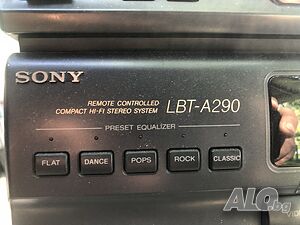 SONY
REMOTE CONTROLLED
COMPACT HI-FI STEREO SYSTEM LBT-A290
PRESET EQUALIZER
FLAT DANCE POPS ROCK CLASSIC
ALO.bg